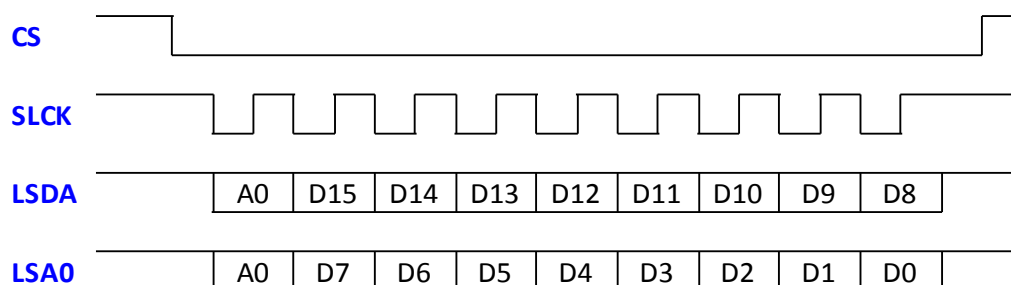 CS
SLCK
LSDA A0 D15 D14 D13 D12 D11 D10 D9 D8
LSA0 A0 D7 D6 D5 D4 D3 D2 D1 D0